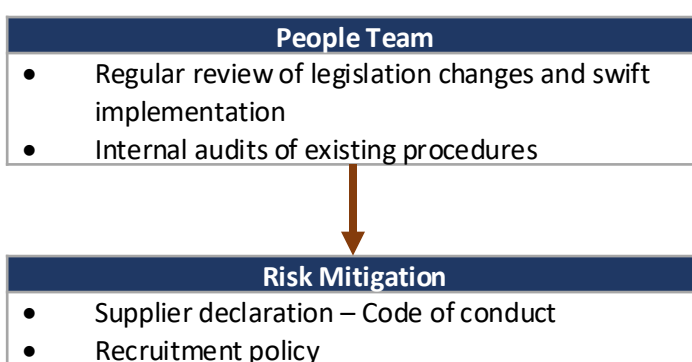 People Team
• Regular review of legislation changes and swift
implementation
• Internal audits of existing procedures
Risk Mitigation
• Supplier declaration – Code of conduct
• Recruitment policy